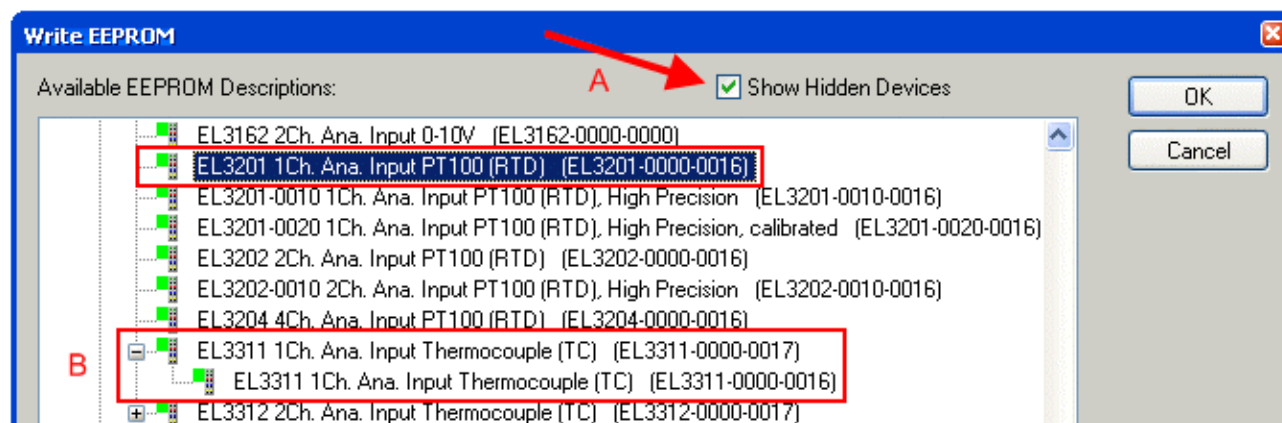 Write EEPROM
Available EEPROM Descriptions:
A
Show Hidden Devices
OK
Cancel
EL3162 2Ch. Ana. Input 0-10V (EL3162-0000-0000)
EL3201 1Ch. Ana. Input PT100 (RTD) (EL3201-0000-0016)
EL3201-0010 1Ch. Ana. Input PT100 (RTD), High Precision (EL3201-0010-0016)
EL3201-0020 1Ch. Ana. Input PT100 (RTD), High Precision, calibrated (EL3201-0020-0016)
EL3202 2Ch. Ana. Input PT100 (RTD) (EL3202-0000-0016)
EL3202-0010 2Ch. Ana. Input PT100 (RTD), High Precision (EL3202-0010-0016)
EL3204 4Ch. Ana. Input PT100 (RTD) (EL3204-0000-0016)
B
EL3311 1Ch. Ana. Input Thermocouple (TC) (EL3311-0000-0017)
EL3311 1Ch. Ana. Input Thermocouple (TC) (EL3311-0000-0016)
EL3312 2Ch. Ana. Input Thermocouple (TC) (EL3312-0000-0017)